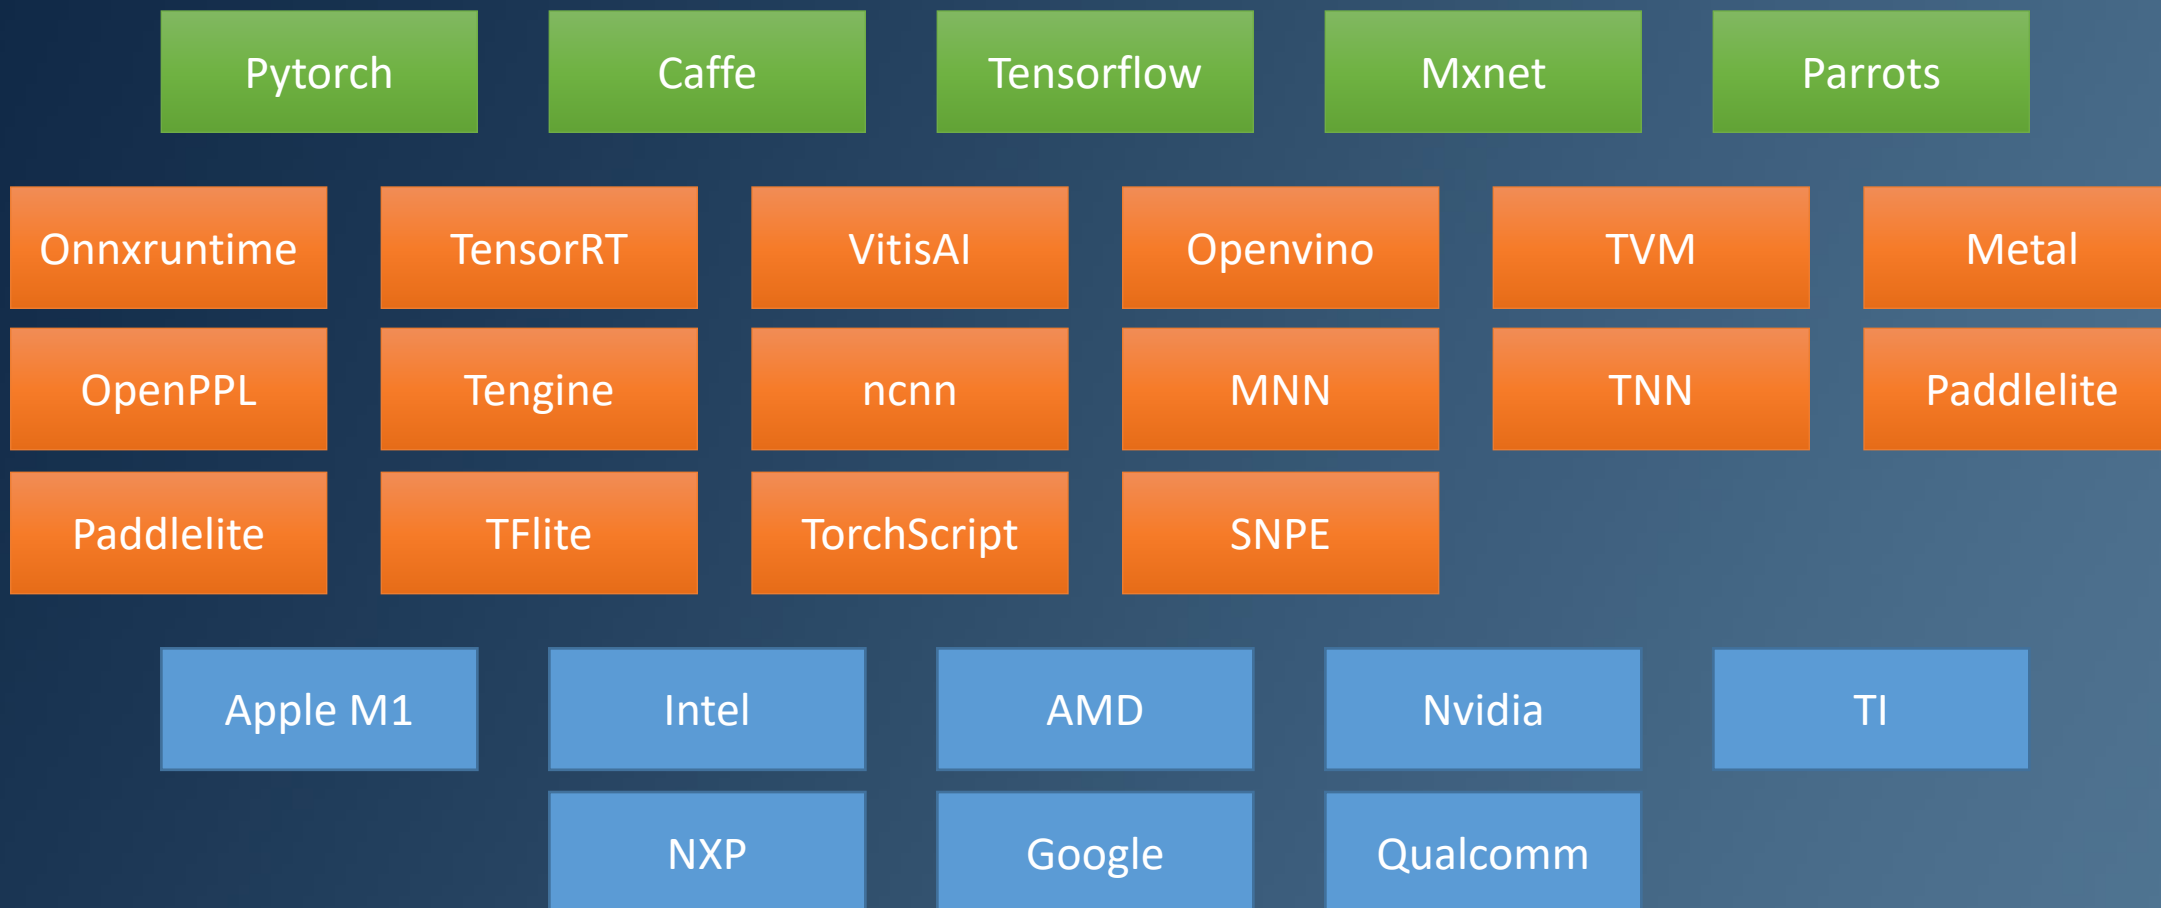 Pytorch
Caffe
Tensorflow
Mxnet
Parrots
Onnxruntime
TensorRT
VitisAI
Openvino
TVM
Metal
OpenPPL
Tengine
ncnn
MNN
TNN
Paddlelite
Paddlelite
TFlite
TorchScript
SNPE
Apple M1
Intel
AMD
Nvidia
TI
NXP
Google
Qualcomm